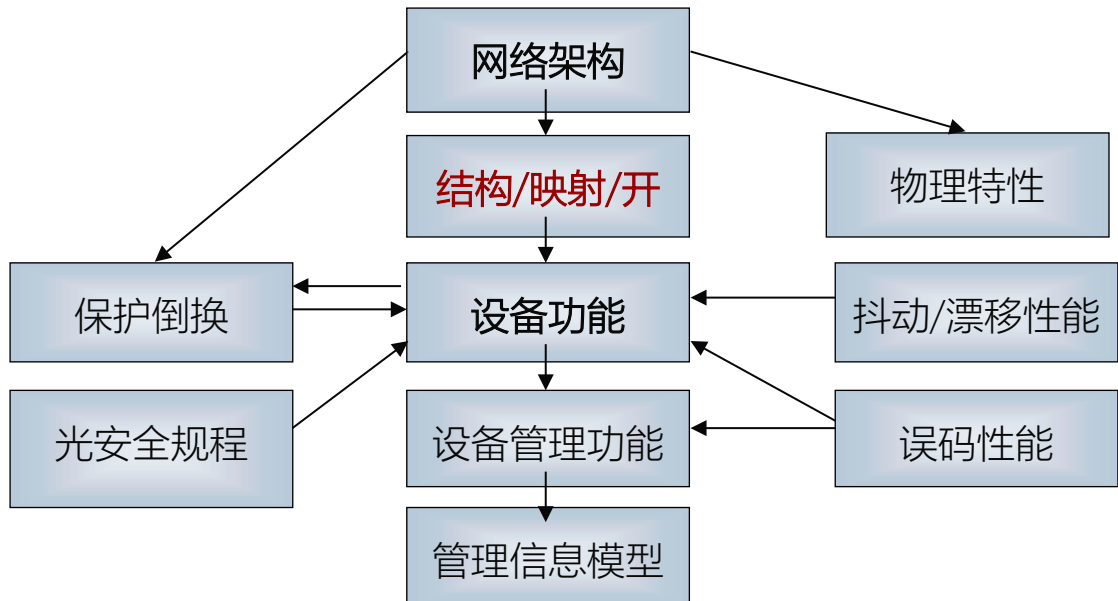 网络架构
结构/映射/开
物理特性
保护倒换
设备功能
抖动/漂移性能
光安全规程
设备管理功能
误码性能
管理信息模型